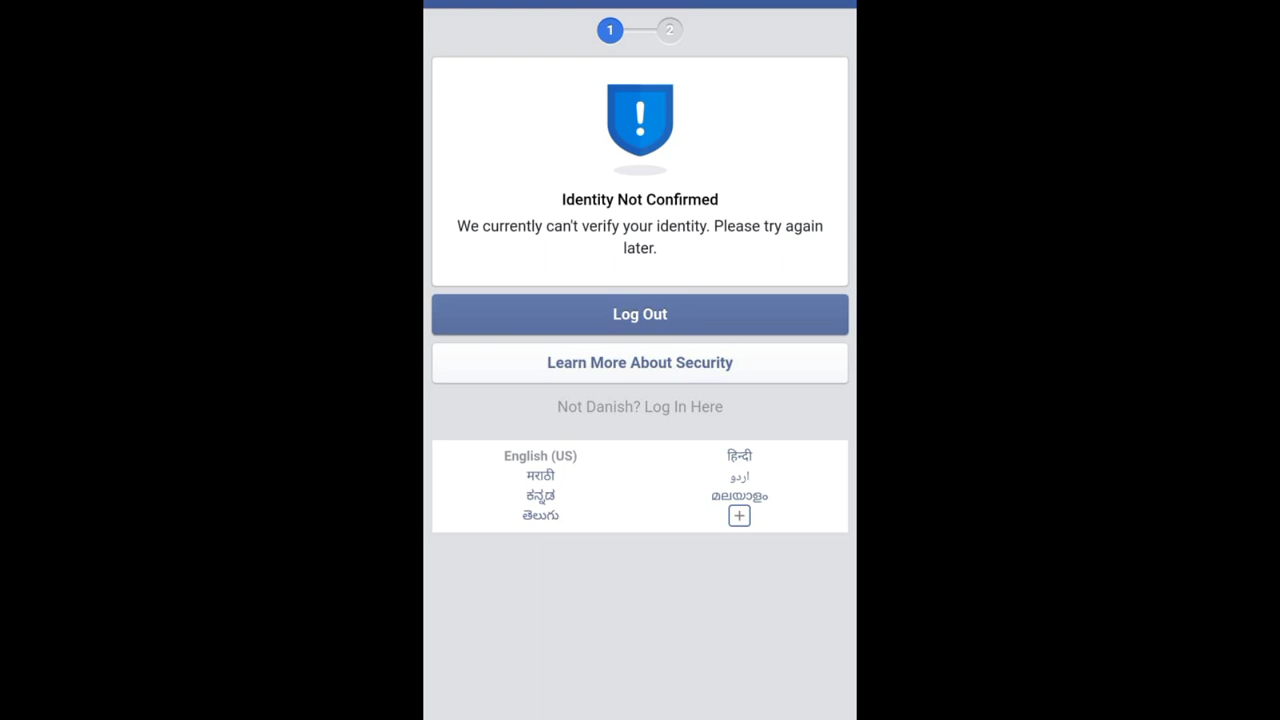 1
2
!
Identity Not Confirmed
We currently can't verify your identity. Please try again
later.
Log Out
Learn More About Security
Not Danish? Log In Here
English (US)
हिन्दी
मराठी
اردو
ಕನ್ನಡ
മലയാളം
తెలుగు
+